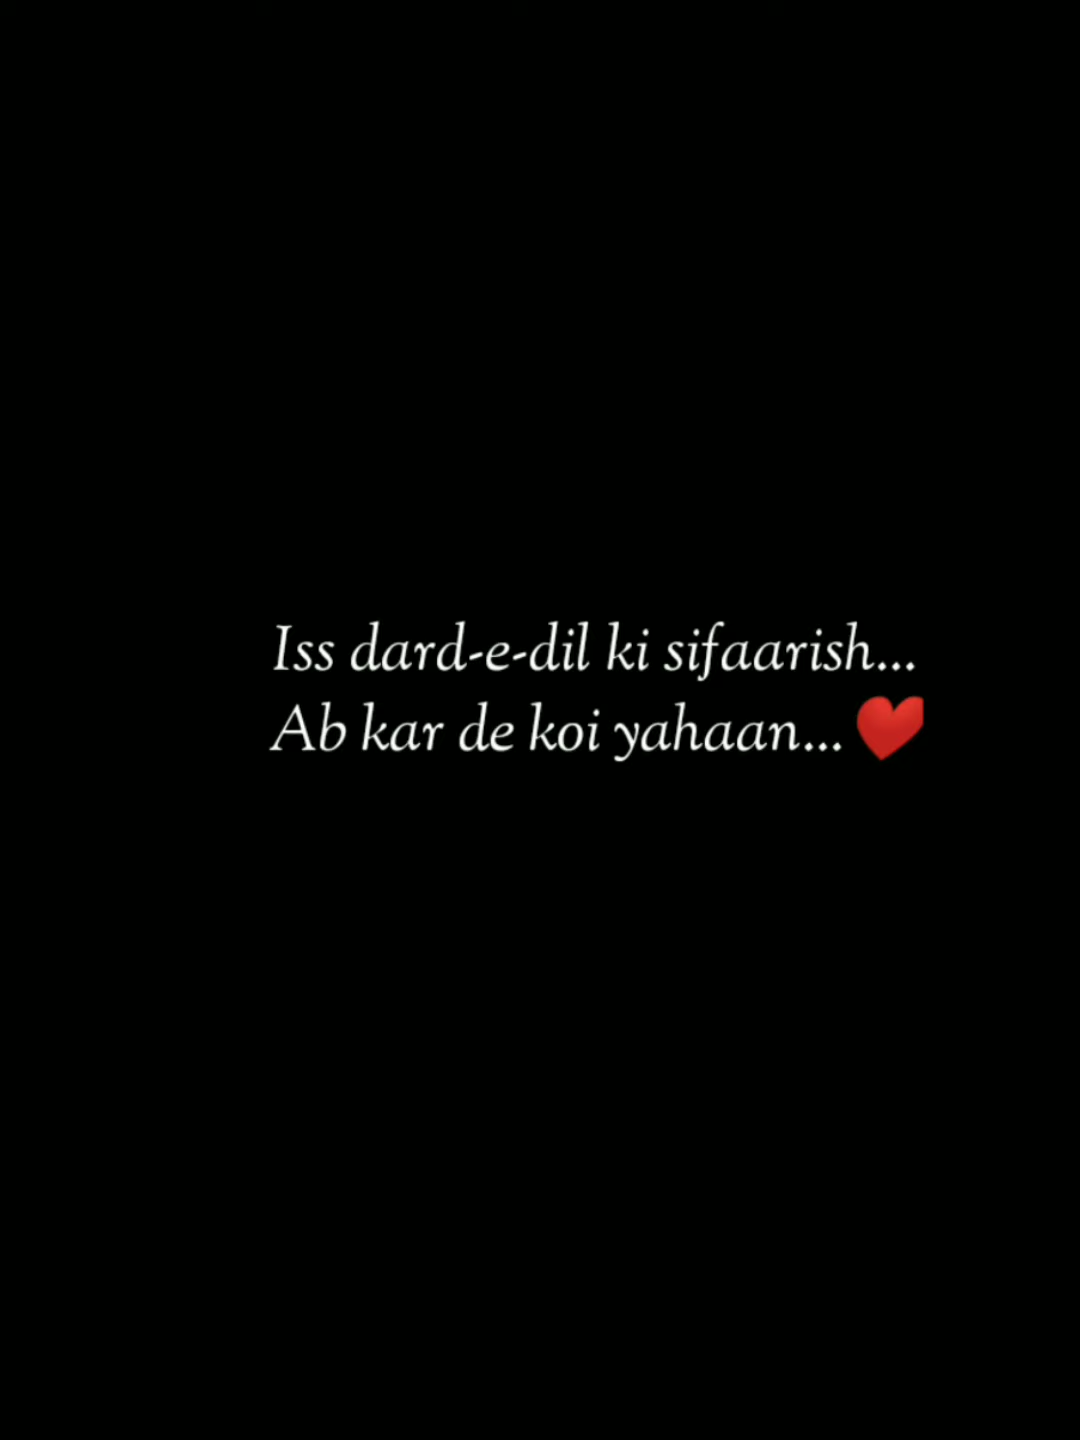 Iss dard-e-dil ki sifaarish...
Ab kar de koi yahaan... ❤️